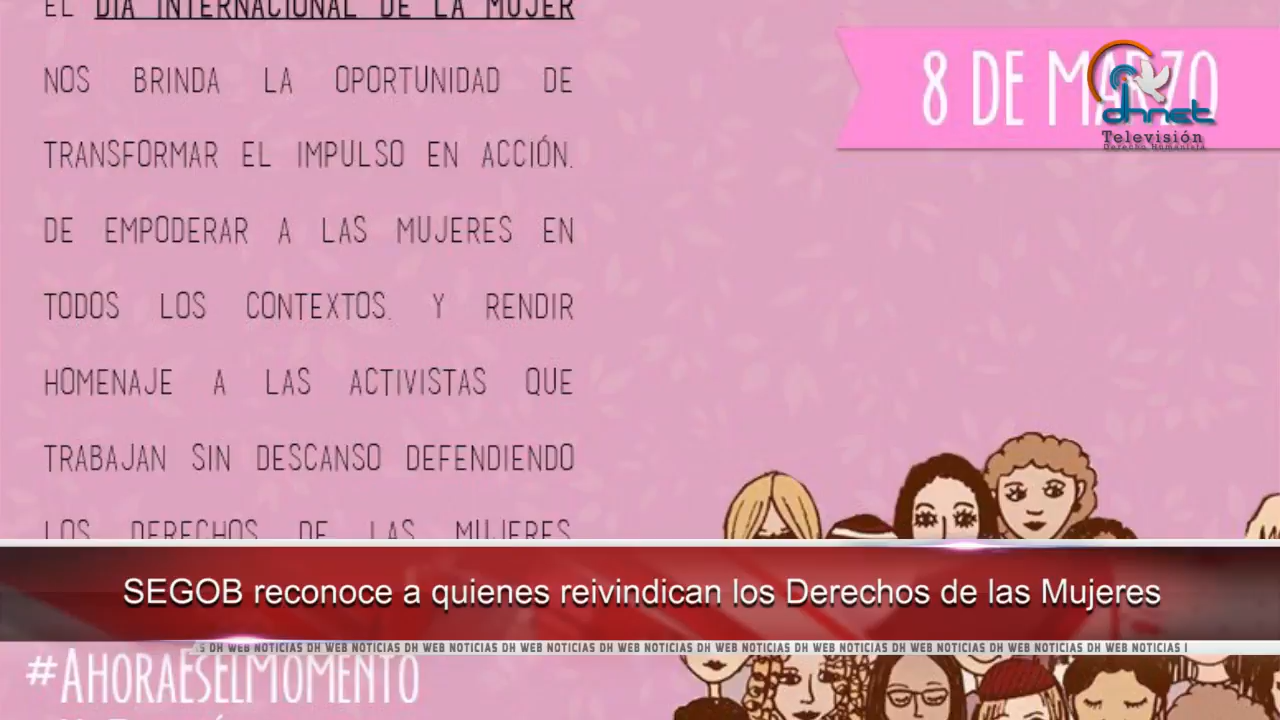 EL DÍA INTERNACIONAL DE LA MUJER
NOS BRINDA LA OPORTUNIDAD DE
TRANSFORMAR EL IMPULSO EN ACCIÓN.
DE EMPODERAR A LAS MUJERES EN
TODOS LOS CONTEXTOS. Y RENDIR
HOMENAJE A LAS ACTIVISTAS QUE
TRABAJAN SIN DESCANSO DEFENDIENDO
LOS DERECHOS DE LAS MUJERES.
8 DE MARZO
dhnet
Televisión
Derecho Humanista
SEGOB reconoce a quienes reivindican los Derechos de las Mujeres
S DH WEB NOTICIAS DH WEB NOTICIAS DH WEB NOTICIAS DH WEB NOTICIAS DH WEB NOTICIAS DH WEB NOTICIAS DH WEB NOTICIAS DH WEB NOTICIAS DH WEB NOTICIAS DH WEB NOTICIAS
#AHORAESELMOMENTO